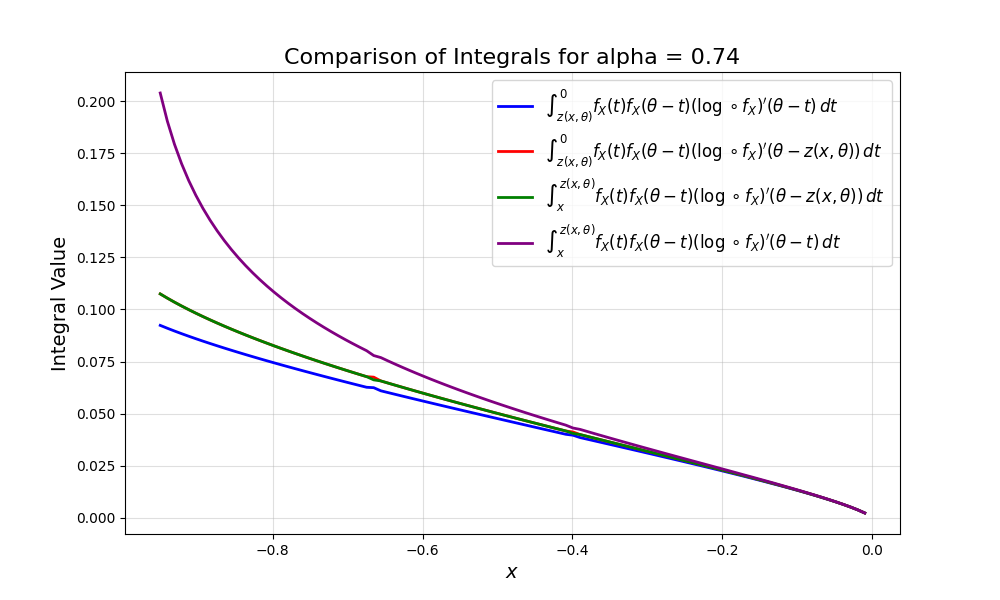 Comparison of Integrals for alpha = 0.74
Integral Value
0.200
0.175
0.150
0.125
0.100
0.075
0.050
0.025
0.000
∫_{z(x, θ)}^{0} f_X(t)f_X(θ − t)(log ∘ f_X)′(θ − t) dt
∫_{z(x, θ)}^{0} f_X(t)f_X(θ − t)(log ∘ f_X)′(θ − z(x, θ)) dt
∫_{x}^{z(x, θ)} f_X(t)f_X(θ − t)(log ∘ f_X)′(θ − z(x, θ)) dt
∫_{x}^{z(x, θ)} f_X(t)f_X(θ − t)(log ∘ f_X)′(θ − t) dt
−0.8 −0.6 −0.4 −0.2 0.0
x